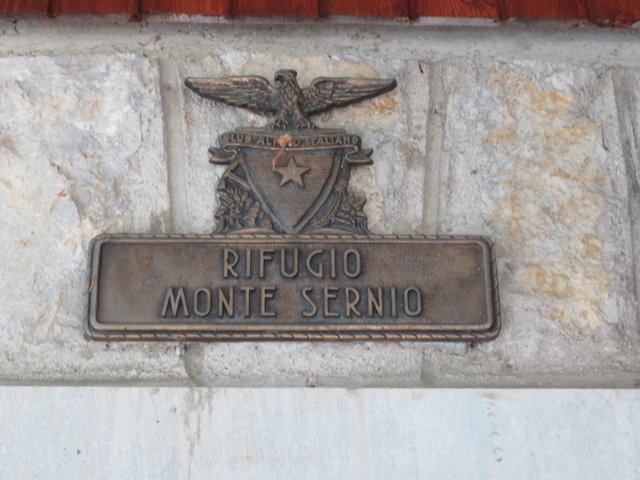 CLUB ALPINO ITALIANO
RIFUGIO
MONTE SERNIO